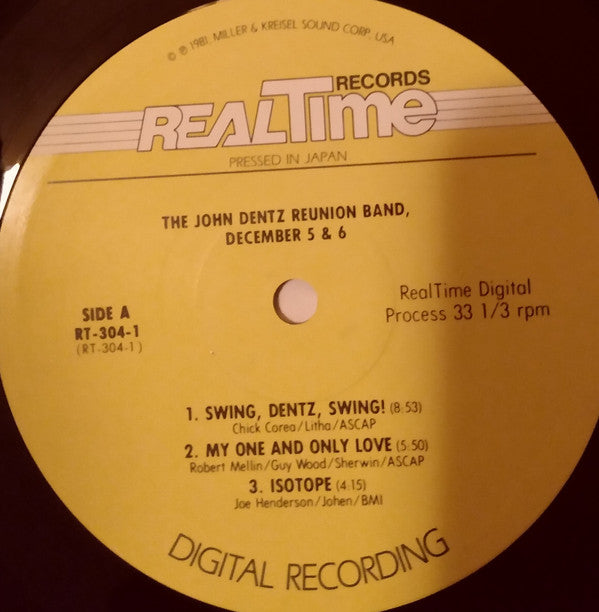 © ℗ 1981, MILLER & KREISEL SOUND CORP. USA
RECORDS
REALTime
PRESSED IN JAPAN
THE JOHN DENTZ REUNION BAND,
DECEMBER 5 & 6
SIDE A
RT-304-1
(RT-304-1)
RealTime Digital
Process 33 1/3 rpm
1. SWING, DENTZ, SWING! (8:53)
Chick Corea/Litha/ASCAP
2. MY ONE AND ONLY LOVE (5:50)
Robert Mellin/Guy Wood/Sherwin/ASCAP
3. ISOTOPE (4:15)
Joe Henderson/Johen/BMI
DIGITAL RECORDING